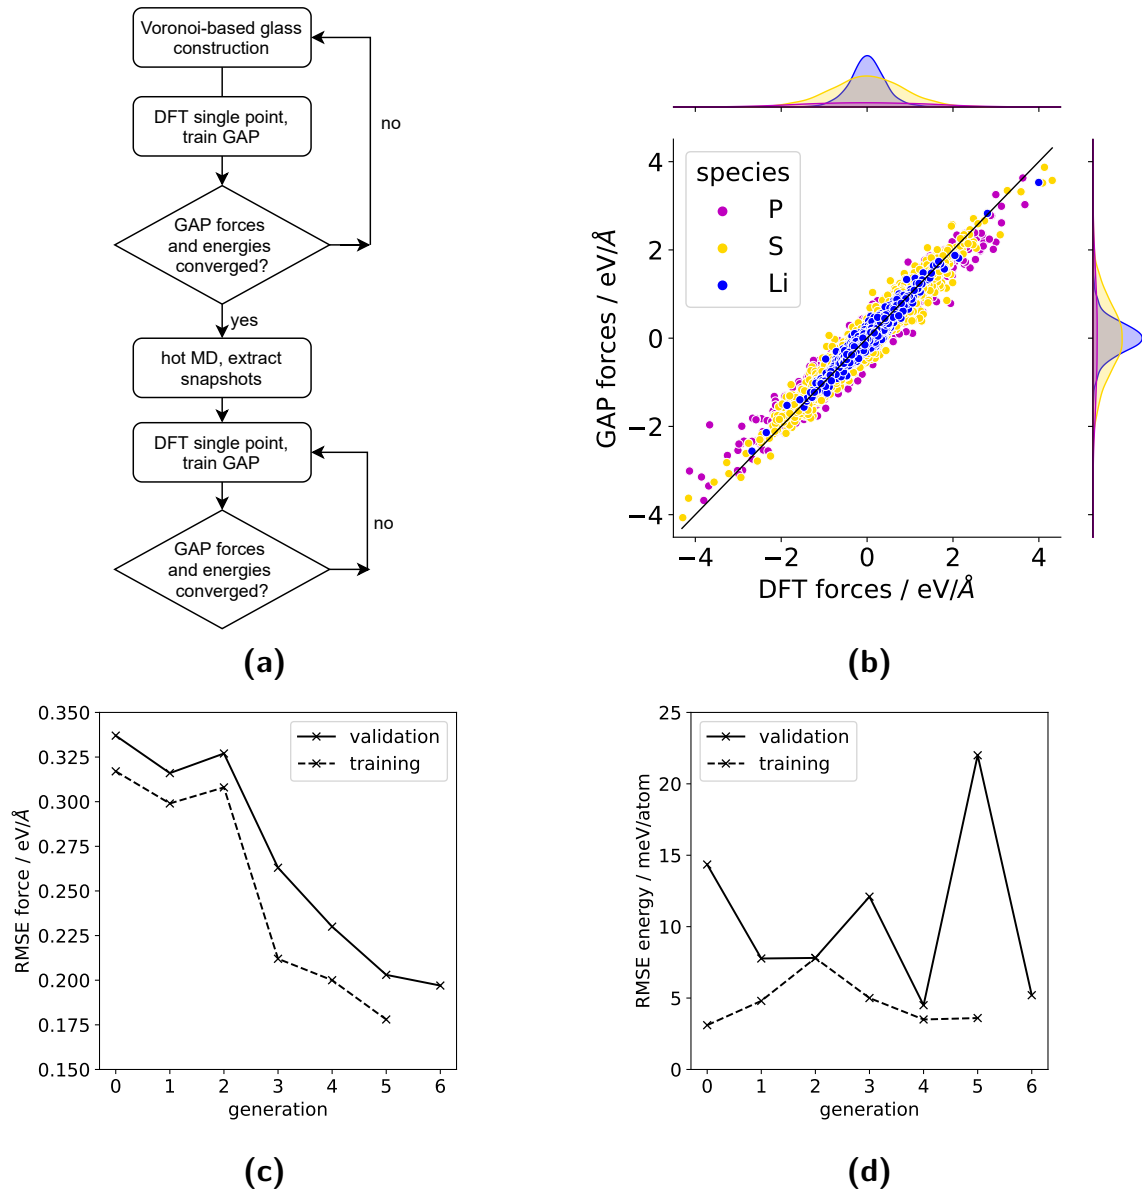 Voronoi-based glass
construction
DFT single point,
train GAP
no
GAP forces
and energies
converged?
yes
hot MD, extract
snapshots
DFT single point,
train GAP
no
GAP forces
and energies
converged?
(a)
species
P
S
Li
4
2
0
−2
−4
GAP forces / eV/Å
−4 −2 0 2 4
DFT forces / eV/Å
(b)
validation
training
0.350
0.325
0.300
0.275
0.250
0.225
0.200
0.175
0.150
RMSE force / eV/Å
0 1 2 3 4 5 6
generation
(c)
validation
training
25
20
15
10
5
0
RMSE energy / meV/atom
0 1 2 3 4 5 6
generation
(d)